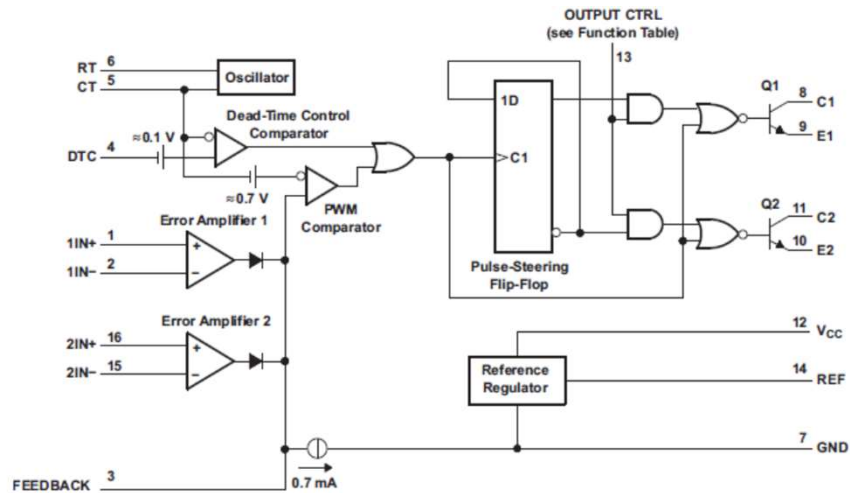 OUTPUT CTRL
(see Function Table)
13
RT 6
CT 5
Oscillator
Dead-Time Control
Comparator
≈0.1 V
DTC 4
≈0.7 V
PWM
Comparator
1D
C1
Pulse-Steering
Flip-Flop
Q1
8 C1
9 E1
Q2
11 C2
10 E2
Error Amplifier 1
1IN+ 1
1IN− 2
+
−
Error Amplifier 2
2IN+ 16
2IN− 15
+
−
12 VCC
Reference
Regulator
14 REF
7 GND
0.7 mA
FEEDBACK 3